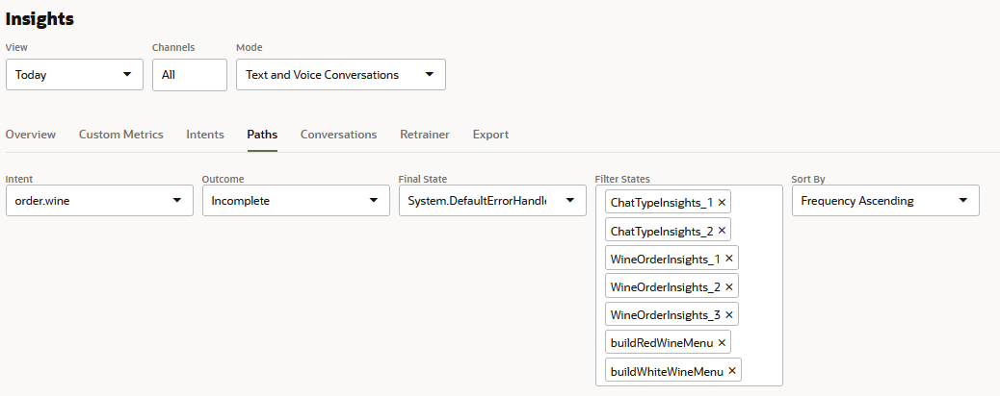 Insights
View Channels Mode
Today All Text and Voice Conversations
Overview Custom Metrics Intents Paths Conversations Retrainer Export
Intent Outcome Final State Filter States Sort By
order.wine Incomplete System.DefaultErrorHandle Frequency Ascending
ChatTypeInsights_1 ×
ChatTypeInsights_2 ×
WineOrderInsights_1 ×
WineOrderInsights_2 ×
WineOrderInsights_3 ×
buildRedWineMenu ×
buildWhiteWineMenu ×